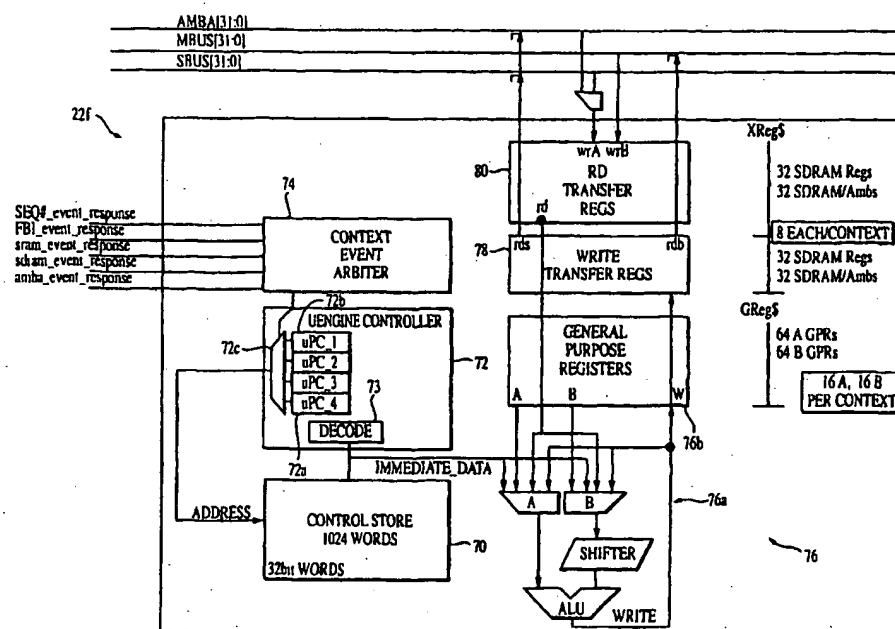 AMBA[31:0]
MBUS[31:0]
SBUS[31:0]
22f
80
wrA wrB
RD
TRANSFER
REGS
rd
XReg$
32 SDRAM Regs
32 SDRAM/Ambs
8 EACH/CONTEXT
32 SDRAM Regs
32 SDRAM/Ambs
SEQ#_event_response
FBI_event_response
sram_event_response
sdram_event_response
amba_event_response
74
CONTEXT
EVENT
ARBITER
78
rds
rdb
WRITE
TRANSFER REGS
GReg$
64 A GPRs
64 B GPRs
16 A, 16 B
PER CONTEXT
72b
UENGINE CONTROLLER
72c
uPC_1
uPC_2
uPC_3
uPC_4
72
73
DECODE
72a
GENERAL
PURPOSE
REGISTERS
A
B
W
76b
IMMEDIATE_DATA
ADDRESS
CONTROL STORE
1024 WORDS
32bit WORDS
70
A
B
76a
SHIFTER
76
ALU
WRITE